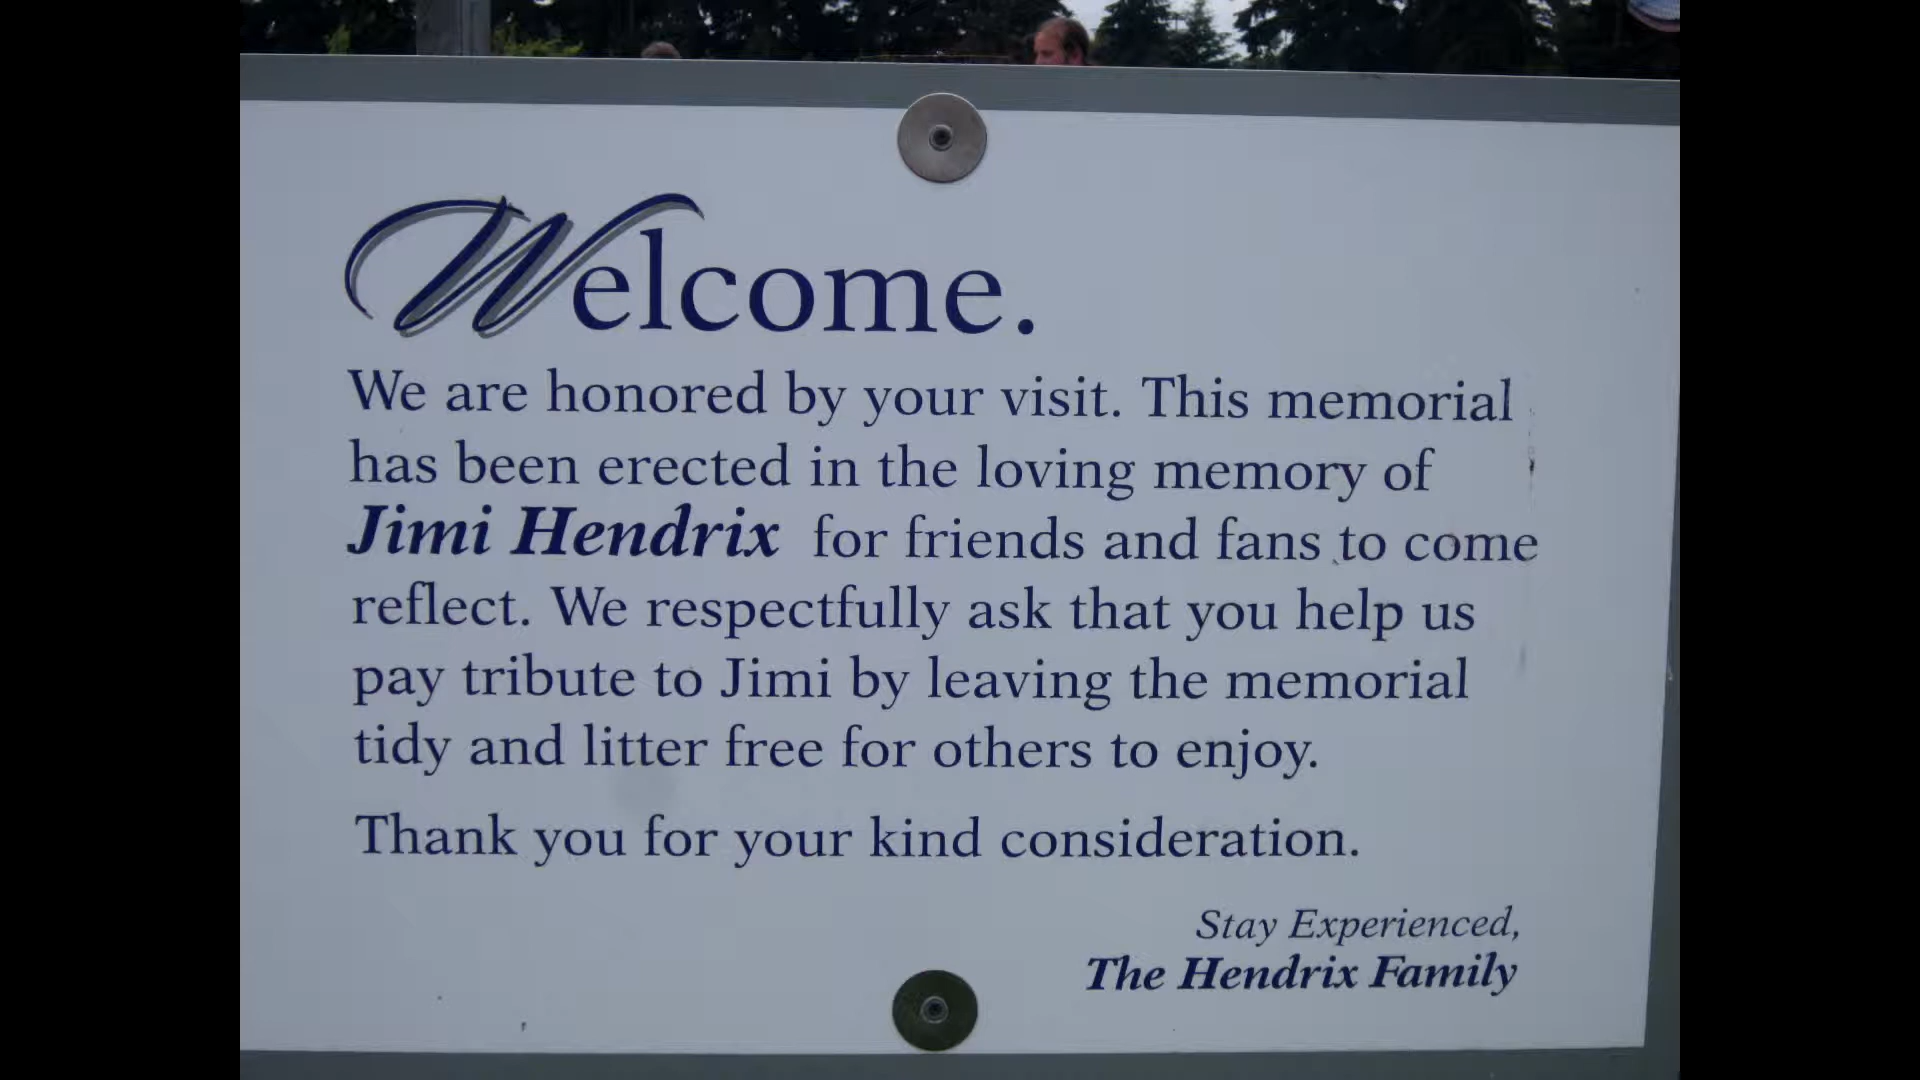 Welcome.
We are honored by your visit. This memorial
has been erected in the loving memory of
Jimi Hendrix for friends and fans to come
reflect. We respectfully ask that you help us
pay tribute to Jimi by leaving the memorial
tidy and litter free for others to enjoy.
Thank you for your kind consideration.
Stay Experienced,
The Hendrix Family